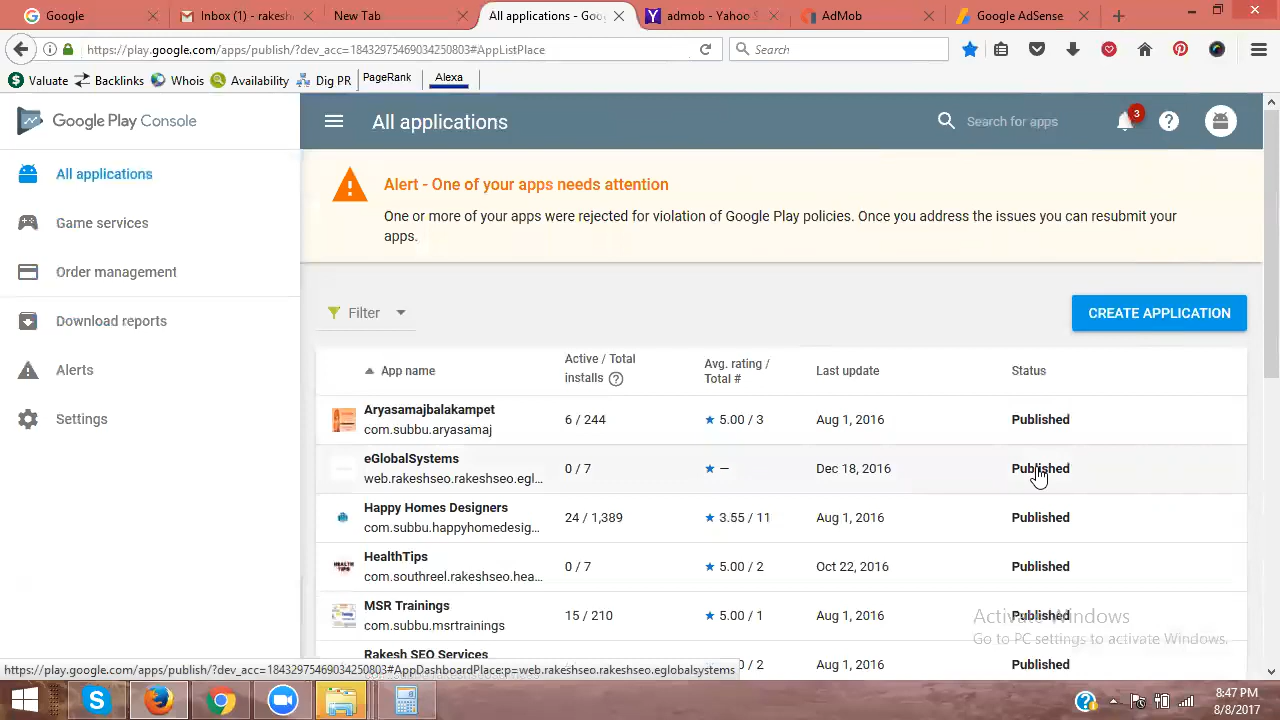 Google
Inbox (1) - rakesh
New Tab
All applications - Goo
admob - Yahoo S
AdMob
Google AdSense
https://play.google.com/apps/publish/?dev_acc=18432975469034250803#AppListPlace
Search
Valuate
Backlinks
Whois
Availability
Dig PR
PageRank
Alexa
Google Play Console
All applications
Search for apps
3
All applications
Game services
Order management
Download reports
Alerts
Settings
Alert - One of your apps needs attention
One or more of your apps were rejected for violation of Google Play policies. Once you address the issues you can resubmit your
apps.
Filter
CREATE APPLICATION
App name
Active / Total
installs
Avg. rating /
Total #
Last update
Status
Aryasamajbalakampet
com.subbu.aryasamaj
6 / 244
5.00 / 3
Aug 1, 2016
Published
eGlobalSystems
web.rakeshseo.rakeshseo.egl...
0 / 7
—
Dec 18, 2016
Published
Happy Homes Designers
com.subbu.happyhomedesig...
24 / 1,389
3.55 / 11
Aug 1, 2016
Published
HEALTH
TIPS
HealthTips
com.southreel.rakeshseo.hea...
0 / 7
5.00 / 2
Oct 22, 2016
Published
MSR Trainings
com.subbu.msrtrainings
15 / 210
5.00 / 1
Aug 1, 2016
Published
Rakesh SEO Services
0 / 2
Aug 1, 2016
Published
Activate Windows
Go to PC settings to activate Windows.
https://play.google.com/apps/publish/?dev_acc=18432975469034250803#AppDashboardPlace:p=web.rakeshseo.rakeshseo.eglobalsystems
8:47 PM
8/8/2017